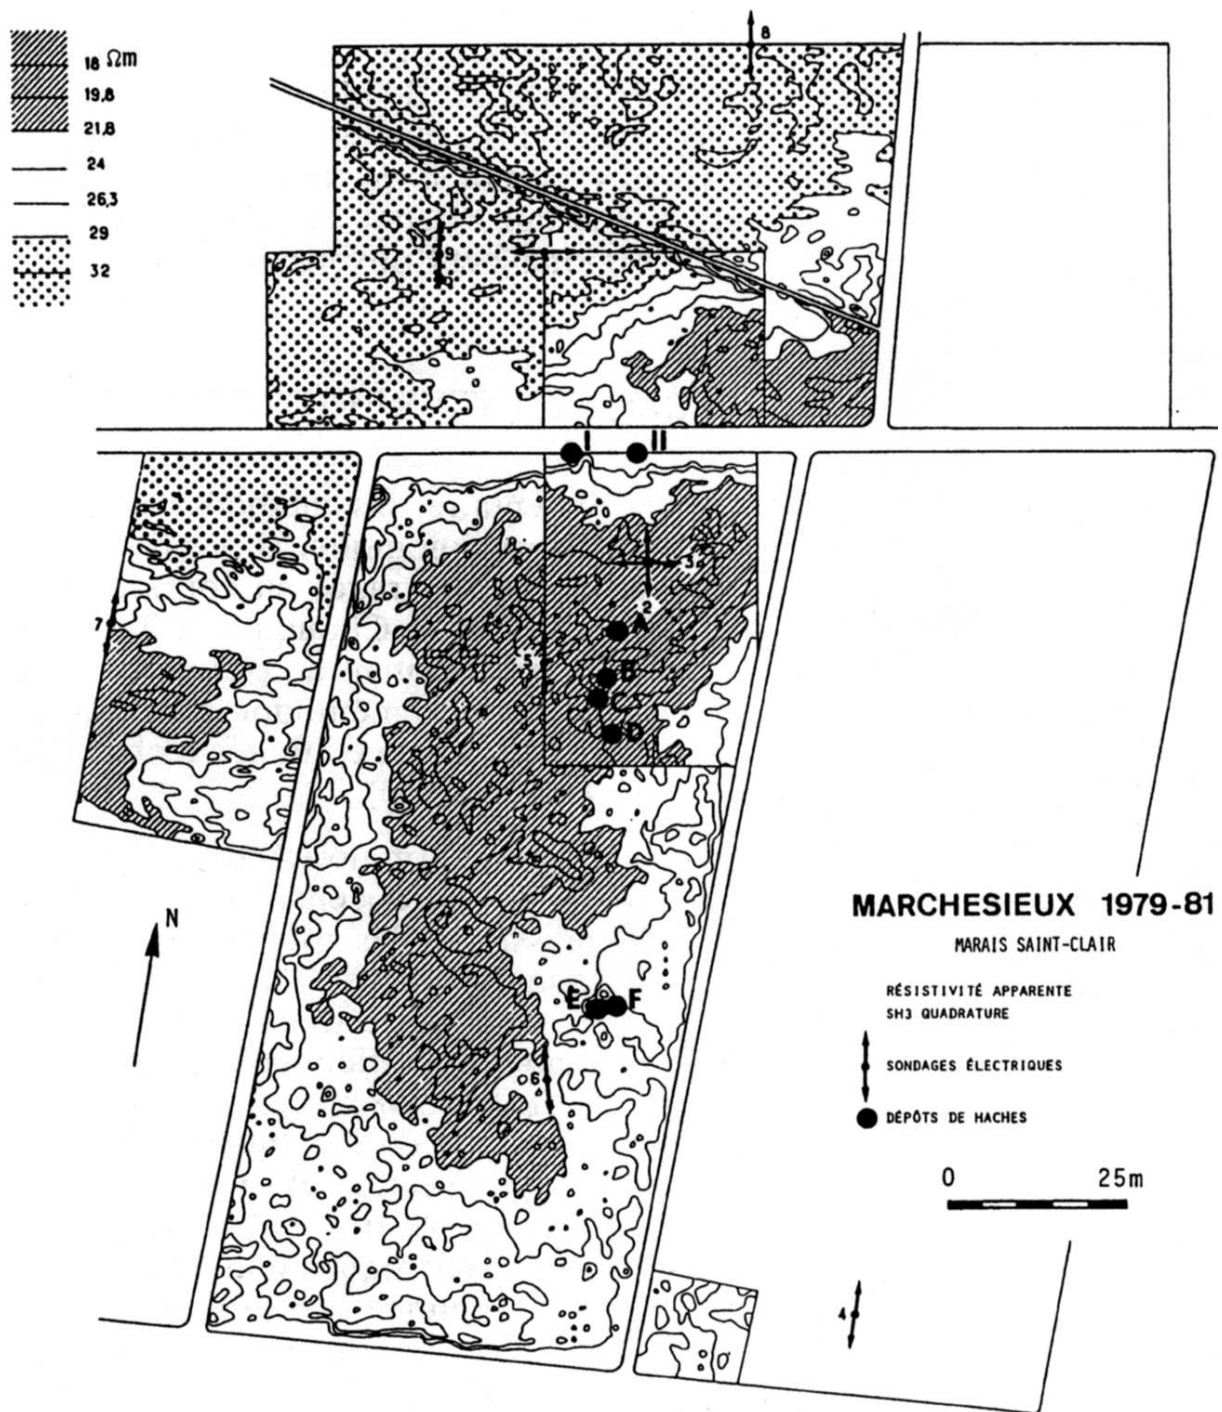 18 Ωm
19,8
21,8
24
26,3
29
32
8
9
1
I II
3
2
A
5
B
C
D
7
N
E F
6
4
MARCHESIEUX 1979-81
MARAIS SAINT-CLAIR
RÉSISTIVITÉ APPARENTE
SH3 QUADRATURE
SONDAGES ÉLECTRIQUES
DÉPÔTS DE HACHES
0 25m